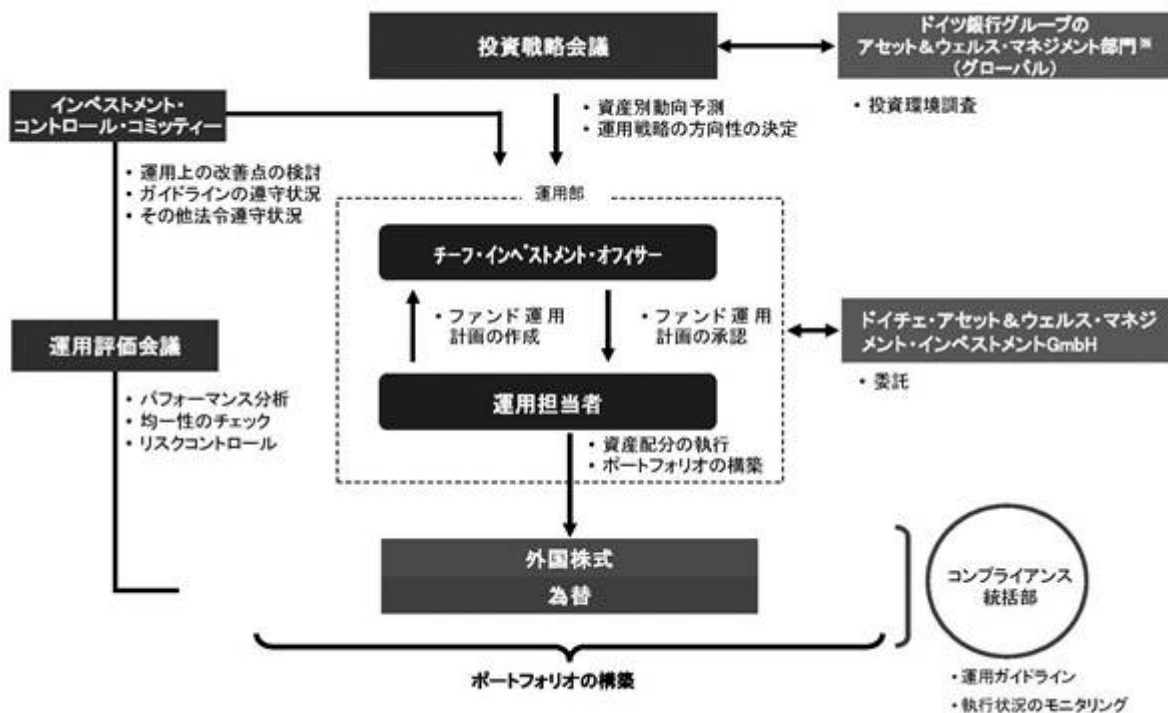 投資戦略会議
ドイツ銀行グループの
アセット&ウェルス・マネジメント部門※
(グローバル)
・投資環境調査
・資産別動向予測
・運用戦略の方向性の決定
インベストメント・
コントロール・コミッティー
・運用上の改善点の検討
・ガイドラインの遵守状況
・その他法令遵守状況
運用部
チーフ・インベストメント・オフィサー
・ファンド運用
計画の作成
・ファンド運用
計画の承認
ドイチェ・アセット&ウェルス・マネジ
メント・インベストメントGmbH
・委託
運用評価会議
・パフォーマンス分析
・均一性のチェック
・リスクコントロール
運用担当者
・資産配分の執行
・ポートフォリオの構築
外国株式
為替
コンプライアンス
統括部
ポートフォリオの構築
・運用ガイドライン
・執行状況のモニタリング